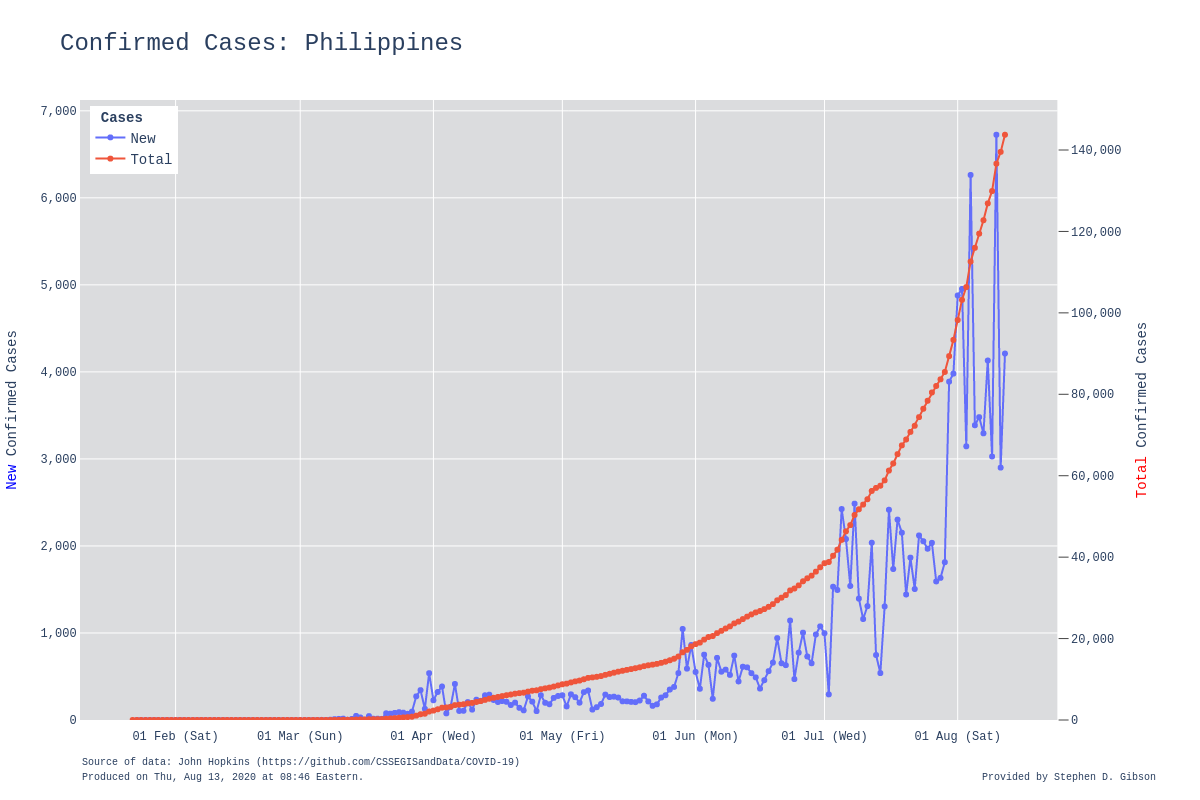 Confirmed Cases: Philippines
Cases
New
Total
7,000
6,000
5,000
4,000
3,000
2,000
1,000
0
New Confirmed Cases
140,000
120,000
100,000
80,000
60,000
40,000
20,000
0
Total Confirmed Cases
01 Feb (Sat) 01 Mar (Sun) 01 Apr (Wed) 01 May (Fri) 01 Jun (Mon) 01 Jul (Wed) 01 Aug (Sat)
Source of data: John Hopkins (https://github.com/CSSEGISandData/COVID-19)
Produced on Thu, Aug 13, 2020 at 08:46 Eastern.
Provided by Stephen D. Gibson